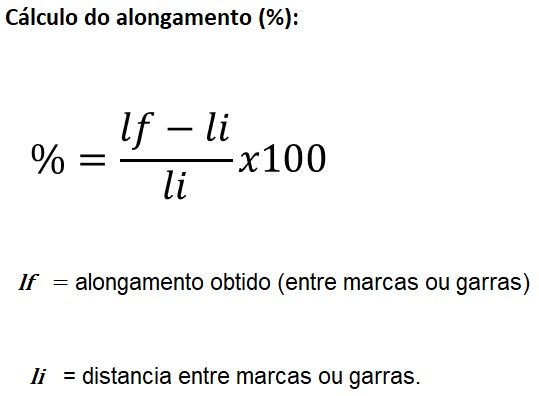 Cálculo do alongamento (%):
% = \frac{lf - li}{li} x100
lf = alongamento obtido (entre marcas ou garras)
li = distancia entre marcas ou garras.